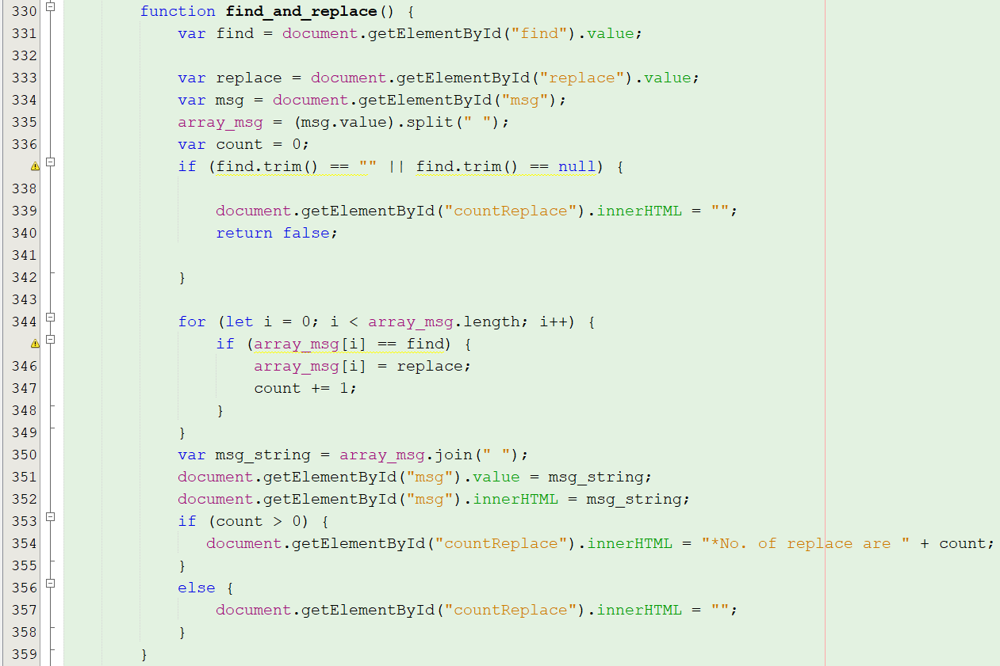 330 function find_and_replace() {
331 var find = document.getElementById("find").value;
332
333 var replace = document.getElementById("replace").value;
334 var msg = document.getElementById("msg");
335 array_msg = (msg.value).split(" ");
336 var count = 0;
if (find.trim() == "" || find.trim() == null) {
338
339 document.getElementById("countReplace").innerHTML = "";
340 return false;
341
342 }
343
344 for (let i = 0; i < array_msg.length; i++) {
if (array_msg[i] == find) {
346 array_msg[i] = replace;
347 count += 1;
348 }
349 }
350 var msg_string = array_msg.join(" ");
351 document.getElementById("msg").value = msg_string;
352 document.getElementById("msg").innerHTML = msg_string;
353 if (count > 0) {
354 document.getElementById("countReplace").innerHTML = "*No. of replace are " + count;
355 }
356 else {
357 document.getElementById("countReplace").innerHTML = "";
358 }
359 }